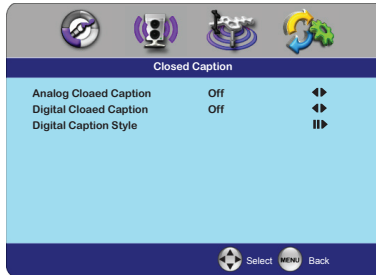 Closed Caption
Analog Cloaed Caption Off
Digital Cloaed Caption Off
Digital Caption Style
Select MENU Back